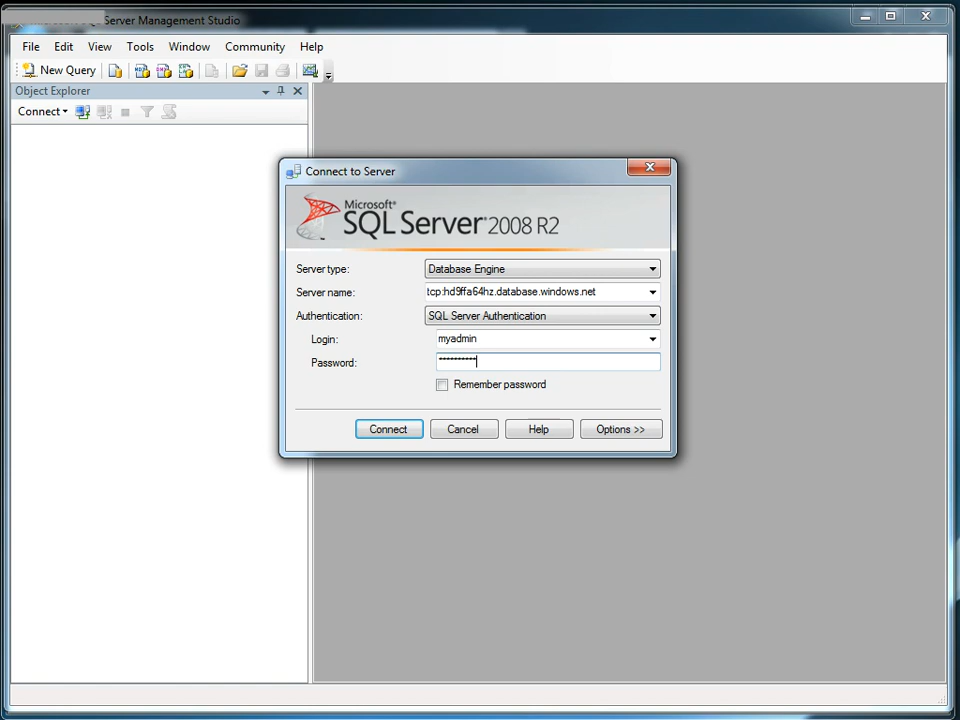 Server Management Studio
File Edit View Tools Window Community Help
New Query
Object Explorer
Connect
Connect to Server
Microsoft®
SQL Server® 2008 R2
Server type: Database Engine
Server name: tcp:hd9ffa64hz.database.windows.net
Authentication: SQL Server Authentication
Login: myadmin
Password: **********
Remember password
Connect Cancel Help Options >>